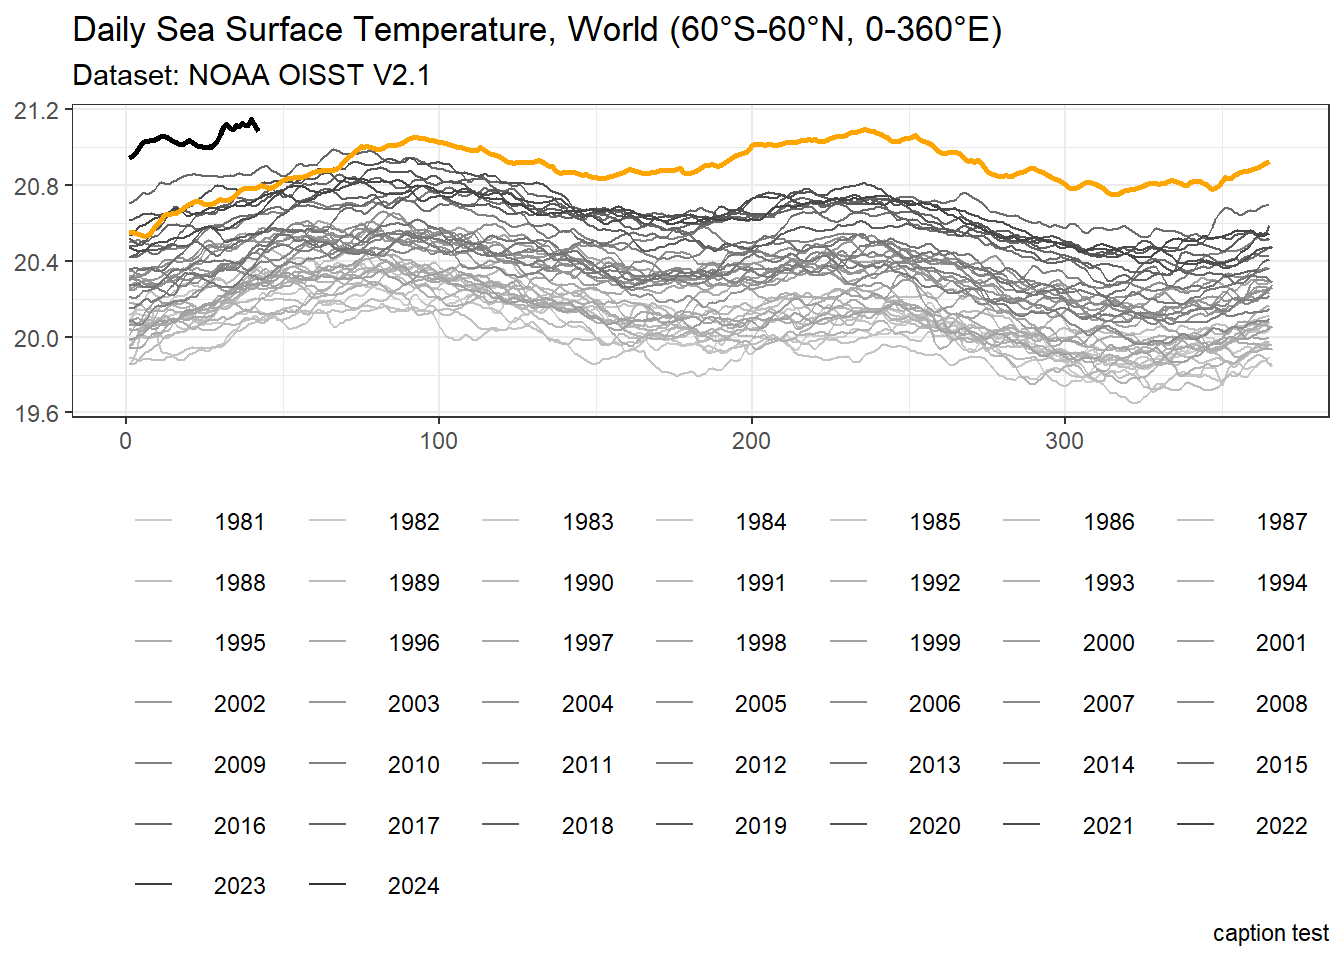 Daily Sea Surface Temperature, World (60°S-60°N, 0-360°E)
Dataset: NOAA OISST V2.1
21.2
20.8
20.4
20.0
19.6
0 100 200 300
1981 1982 1983 1984 1985 1986 1987
1988 1989 1990 1991 1992 1993 1994
1995 1996 1997 1998 1999 2000 2001
2002 2003 2004 2005 2006 2007 2008
2009 2010 2011 2012 2013 2014 2015
2016 2017 2018 2019 2020 2021 2022
2023 2024
caption test